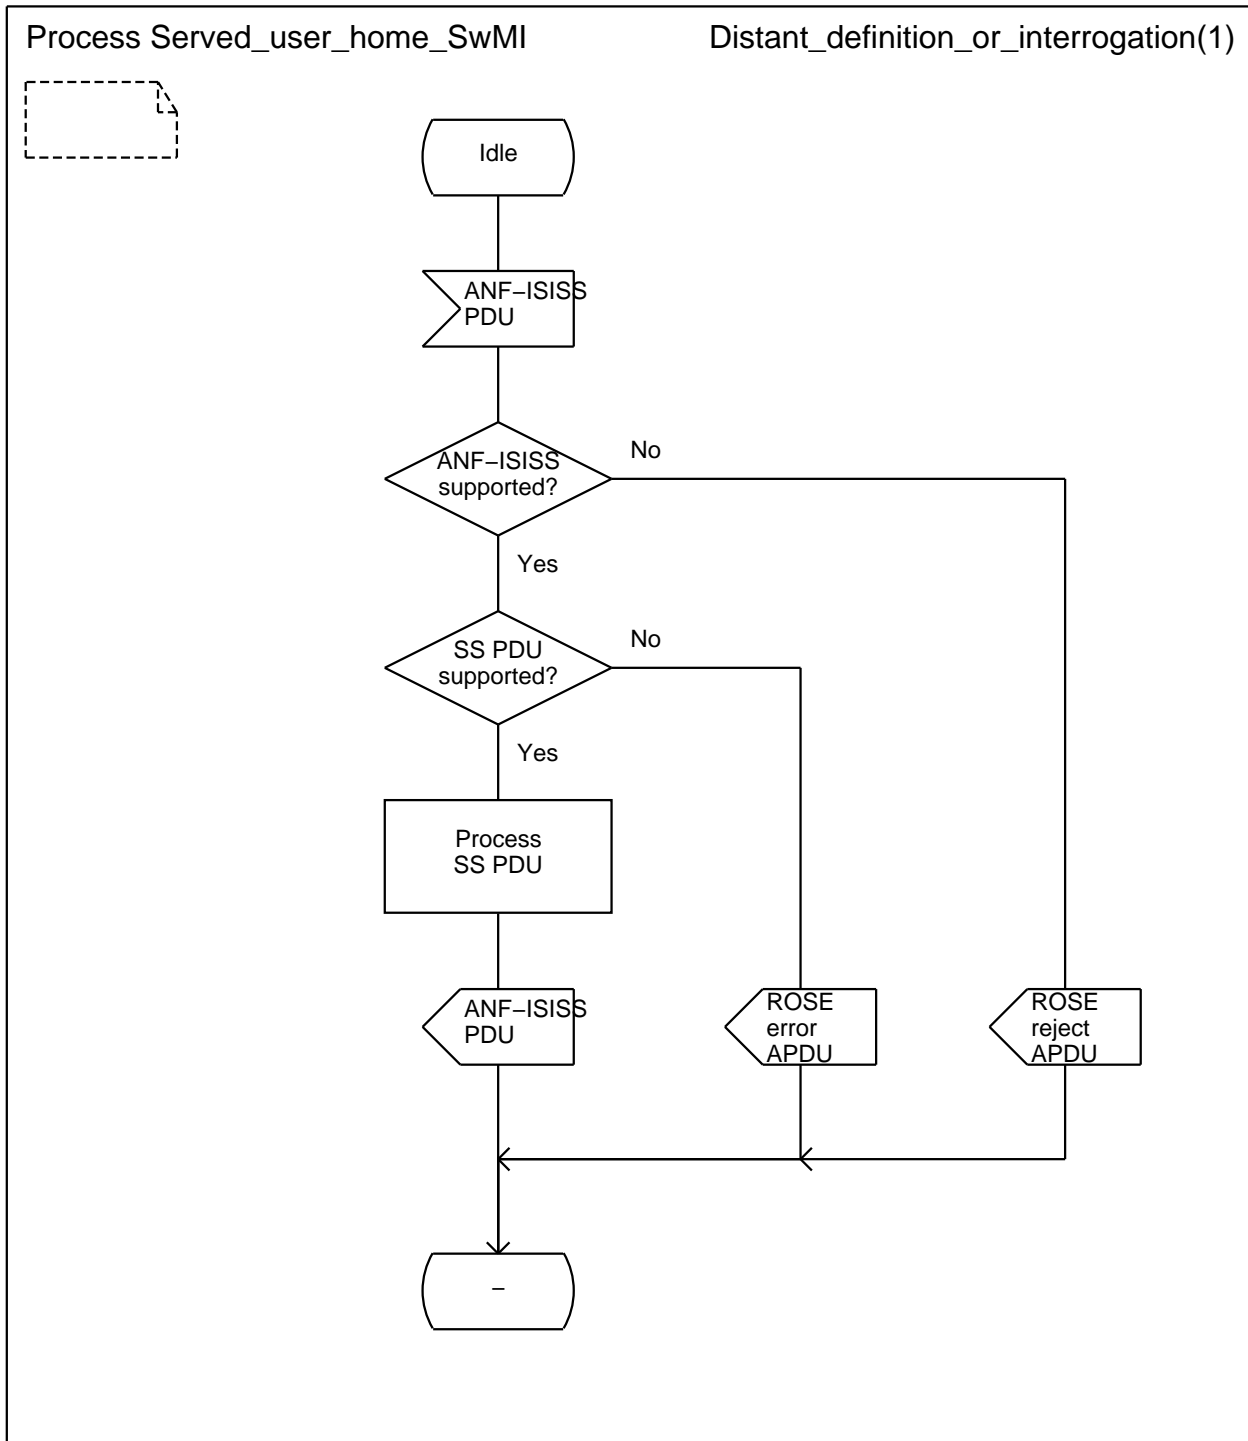 Process Served_user_home_SwMI
Distant_definition_or_interrogation(1)
Idle
ANF−ISISS
PDU
ANF−ISISS
supported?
No
Yes
SS PDU
supported?
No
Yes
Process
SS PDU
ANF−ISISS
PDU
ROSE
error
APDU
ROSE
reject
APDU
−